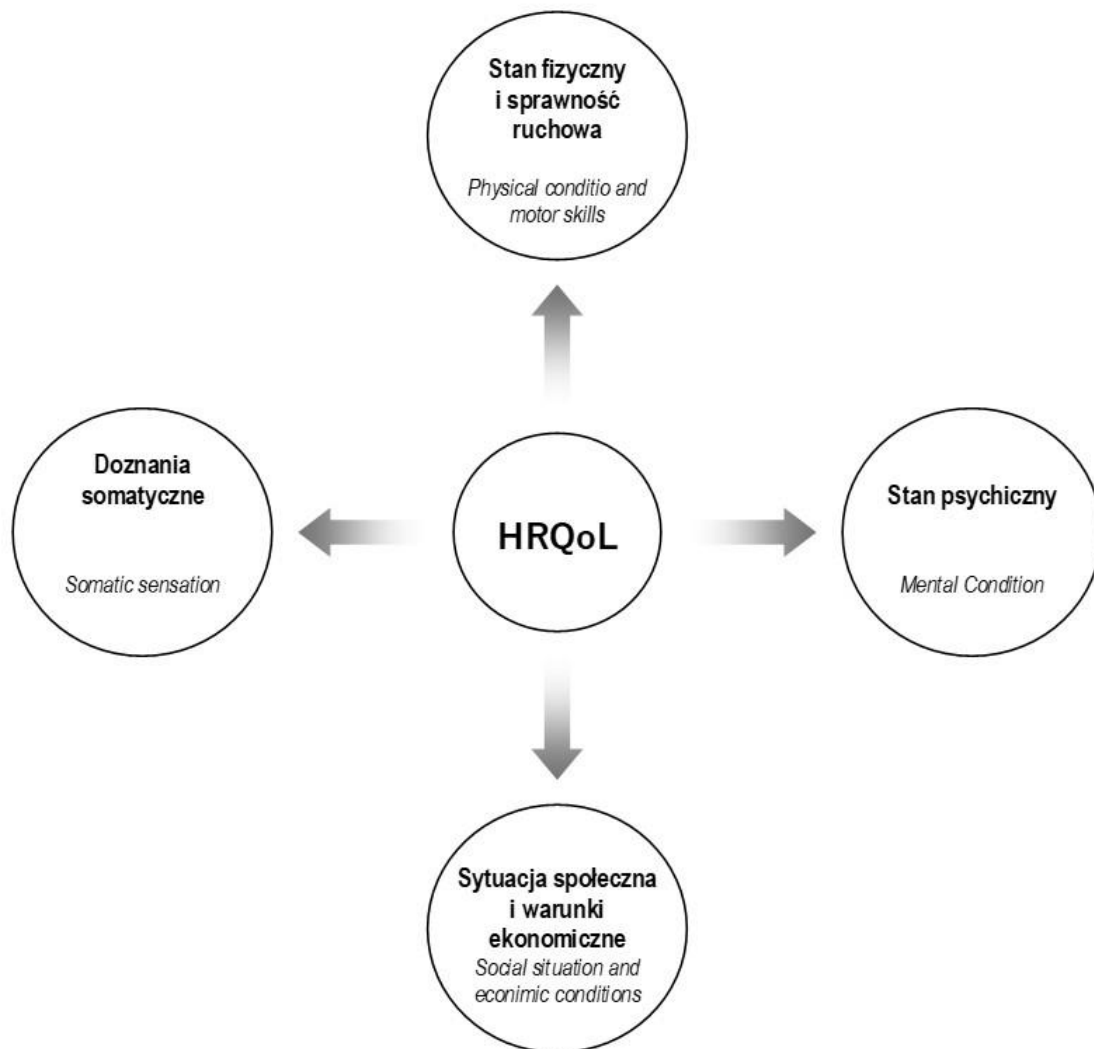 Stan fizyczny
i sprawność
ruchowa
Physical conditio and
motor skills
Doznania
somatyczne
Somatic sensation
HRQoL
Stan psychiczny
Mental Condition
Sytuacja społeczna
i warunki
ekonomiczne
Social situation and
econimic conditions